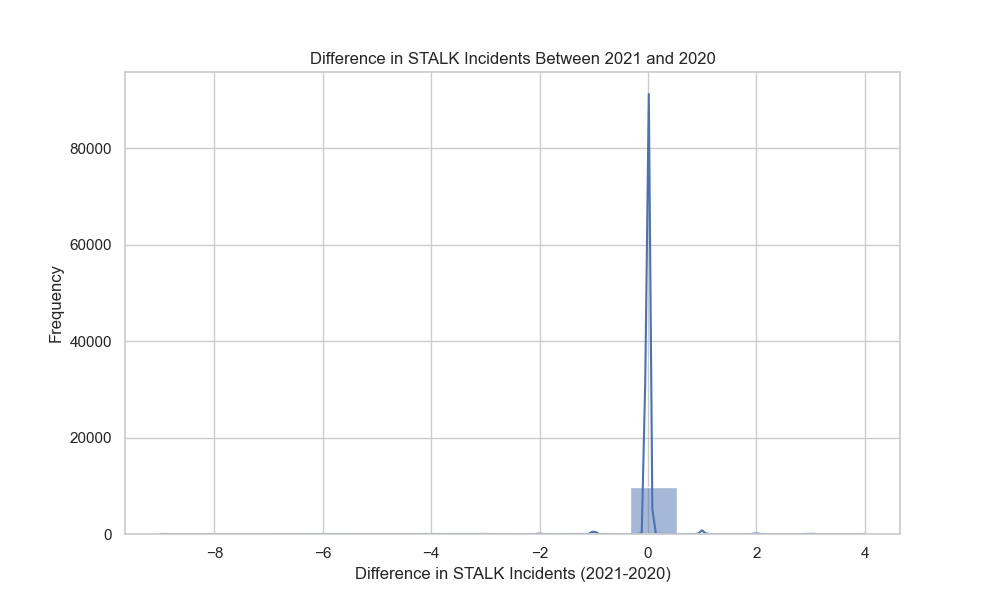 Difference in STALK Incidents Between 2021 and 2020
Frequency
80000
60000
40000
20000
0
−8 −6 −4 −2 0 2 4
Difference in STALK Incidents (2021-2020)